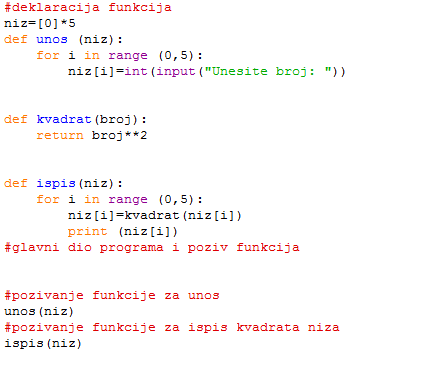 #deklaracija funkcija
niz=[0]*5
def unos (niz):
    for i in range (0,5):
        niz[i]=int(input("Unesite broj: "))
def kvadrat(broj):
    return broj**2
def ispis(niz):
    for i in range (0,5):
        niz[i]=kvadrat(niz[i])
        print (niz[i])
#glavni dio programa i poziv funkcija
#pozivanje funkcije za unos
unos(niz)
#pozivanje funkcije za ispis kvadrata niza
ispis(niz)